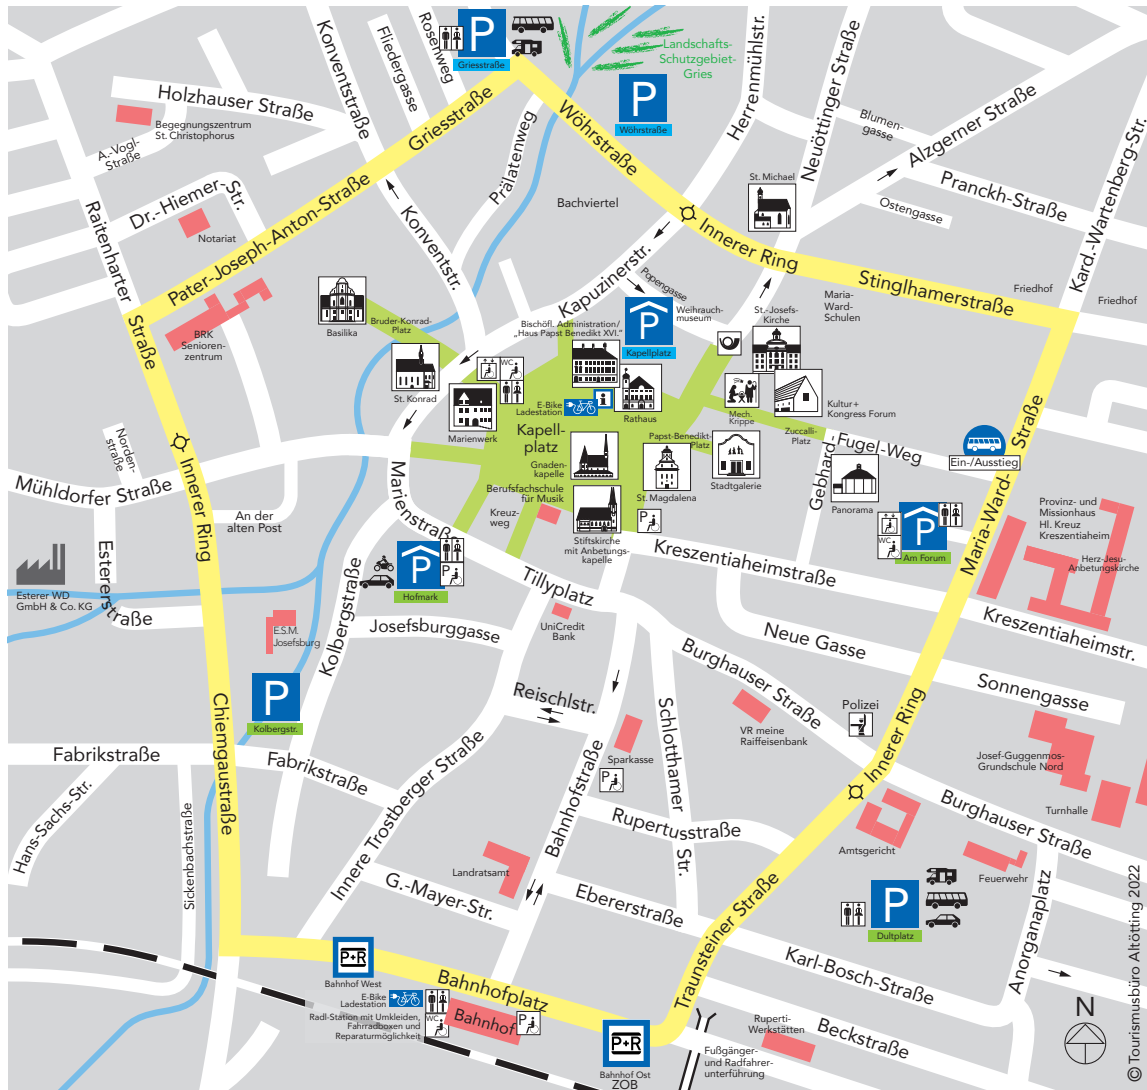 Konventstr.
Fliedergasse
Rosenweg
P
Griesstraße
Landschafts-
Schutzgebiet-
Gries
P
Wöhrstraße
Herrenmühlstr.
Neuöttinger Straße
Blumen-
gasse
Alzgerner Straße
Kard.-Wartenberg-Str.
Holzhauser Straße
Begegnungszentrum
St. Christophorus
A.-Vogl-
Straße
Griesstraße
Prälatenweg
Wöhrstraße
Bachviertel
St. Michael
Pranckh-Straße
Ostengasse
Raitenharter
Straße
Dr.-Hiemer-
Str.
Notariat
Pater-Joseph-Anton-Straße
Konventstr.
Innerer Ring
Stinglhamerstraße
Friedhof
Friedhof
Kapuzinerstr.
Popengasse
Weihrauch-
museum
St.-Josefs-
Kirche
Maria-
Ward-
Schulen
BRK
Senioren-
zentrum
Basilika
Bruder-Konrad-
Platz
Bischöfl. Administration/
„Haus Papst Benedikt XVI.“
Kapellplatz
St. Konrad
WC
Marienwerk
E-Bike
Ladestation
i
Rathaus
Mech.
Krippe
Kultur+
Kongress Forum
Zuccalli-
Platz
Kapell-
platz
Gnaden-
kapelle
Papst-Benedikt-
Platz
St. Magdalena
Stadtgalerie
Gebhard-Fugel-Weg
Ein-/Ausstieg
Panorama
Maria-Ward-Straße
Norden-
straße
Mühldorfer Straße
Innerer Ring
An der
alten Post
Marienstraße
Berufsfachschule
für Musik
Kreuz-
weg
Stiftskirche
mit Anbetungs-
kapelle
P
Kreszentiaheimstraße
WC
Am Forum
Provinz- und
Missionhaus
Hl. Kreuz
Kreszentiaheim
Herz-Jesu-
Anbetungskirche
Kreszentiaheimstr.
Esterer WD
GmbH & Co. KG
Estererstraße
P
Hofmark
Tillyplatz
UniCredit
Bank
E.S.M.
Josefsburg
Kolbergstraße
Josefsburggasse
Neue Gasse
Sonnengasse
Burghauser Straße
P
Kolbergstr.
Chiemgaustraße
Reischlstr.
Schlotthamer
Str.
VR meine
Raiffeisenbank
Polizei
Innerer Ring
Josef-Guggenmos-
Grundschule Nord
Turnhalle
Fabrikstraße
Fabrikstraße
Hans-Sachs-Str.
Sickenbachstraße
Innere Trostberger Straße
Bahnhofstraße
Sparkasse
P
Rupertusstraße
Burghauser Straße
Amtsgericht
Feuerwehr
Landratsamt
G.-Mayer-Str.
Ebererstraße
P
Dultplatz
Anorganaplatz
Traunsteiner Straße
Karl-Bosch-Straße
Beckstraße
P+R
Bahnhof West
Bahnhofplatz
E-Bike
Ladestation
Radl-Station mit Umkleiden,
Fahrradboxen und
Reparaturmöglichkeit
WC
Bahnhof
P
P+R
Bahnhof Ost
ZOB
Fußgänger-
und Radfahrer-
unterführung
Ruperti-
Werkstätten
N
© Tourismusbüro Altötting 2022